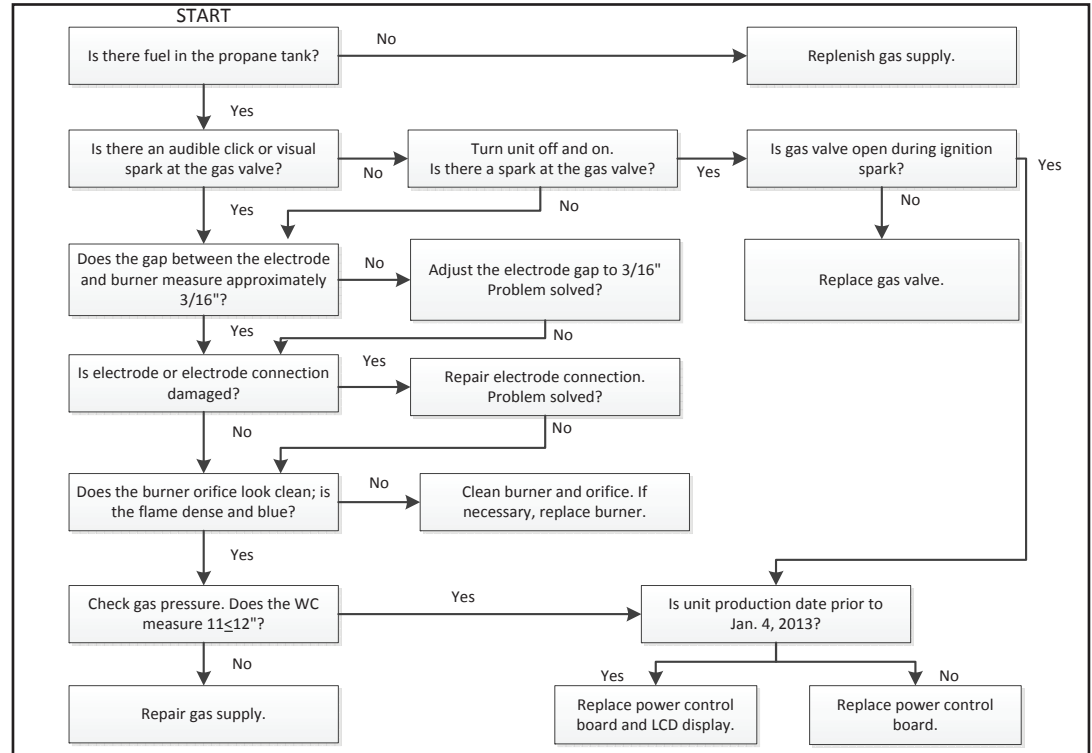 START
Is there fuel in the propane tank?
No
Replenish gas supply.
Yes
Is there an audible click or visual
spark at the gas valve?
No
Turn unit off and on.
Is there a spark at the gas valve?
Yes
Is gas valve open during ignition
spark?
Yes
Yes
No
No
Does the gap between the electrode
and burner measure approximately
3/16"?
No
Adjust the electrode gap to 3/16"
Problem solved?
Replace gas valve.
Yes
No
Is electrode or electrode connection
damaged?
Yes
Repair electrode connection.
Problem solved?
No
No
Does the burner orifice look clean; is
the flame dense and blue?
No
Clean burner and orifice. If
necessary, replace burner.
Yes
Check gas pressure. Does the WC
measure 11≤12"?
Yes
Is unit production date prior to
Jan. 4, 2013?
No
Yes
No
Repair gas supply.
Replace power control
board and LCD display.
Replace power control
board.